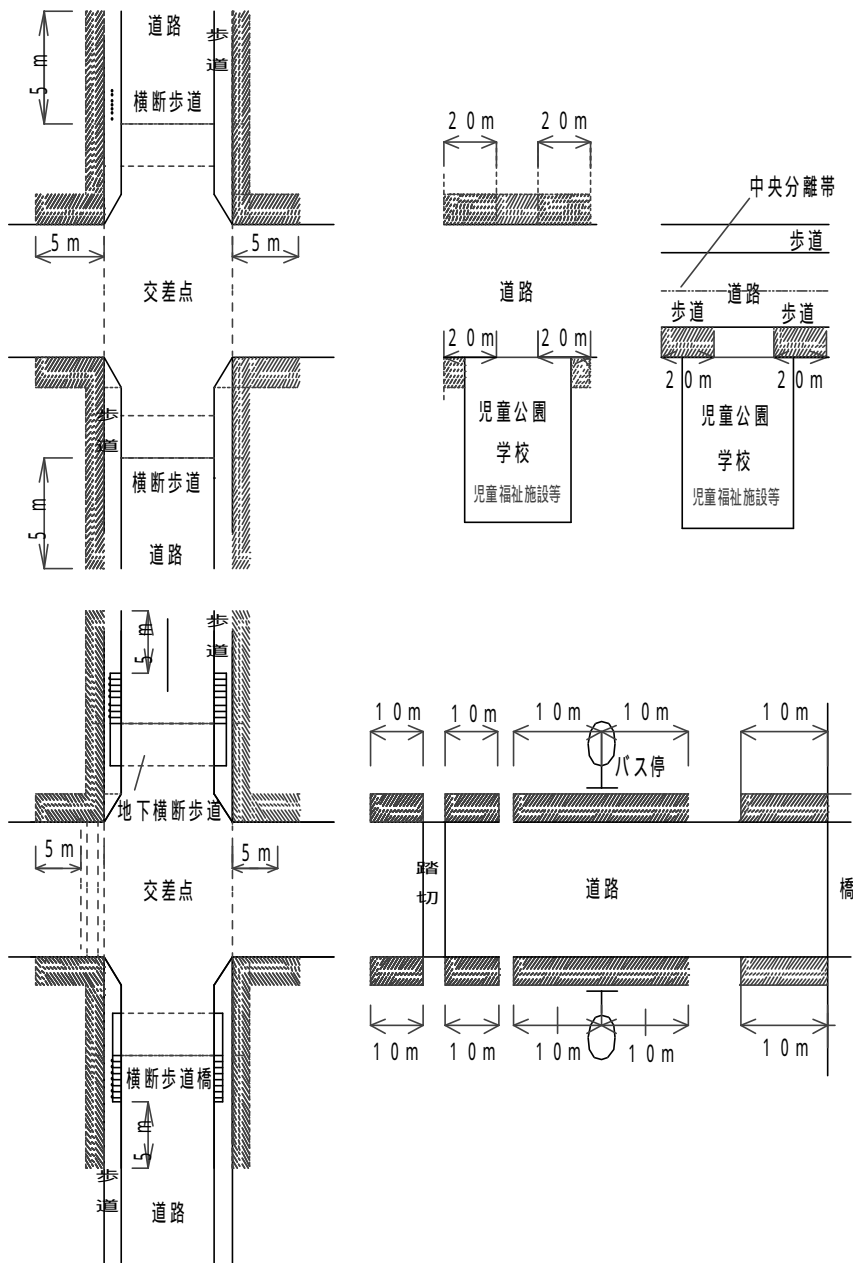 道路
歩道
5m
横断歩道
5m
5m
交差点
歩道
横断歩道
5m
道路
20m
20m
道路
20m
20m
児童公園
学校
児童福祉施設等
中央分離帯
歩道
道路
歩道
歩道
20m
20m
児童公園
学校
児童福祉施設等
歩道
5m
地下横断歩道
5m
5m
交差点
横断歩道橋
5m
歩道
道路
10m
10m
10m
10m
10m
バス停
踏切
道路
橋
10m
10m
10m
10m
10m